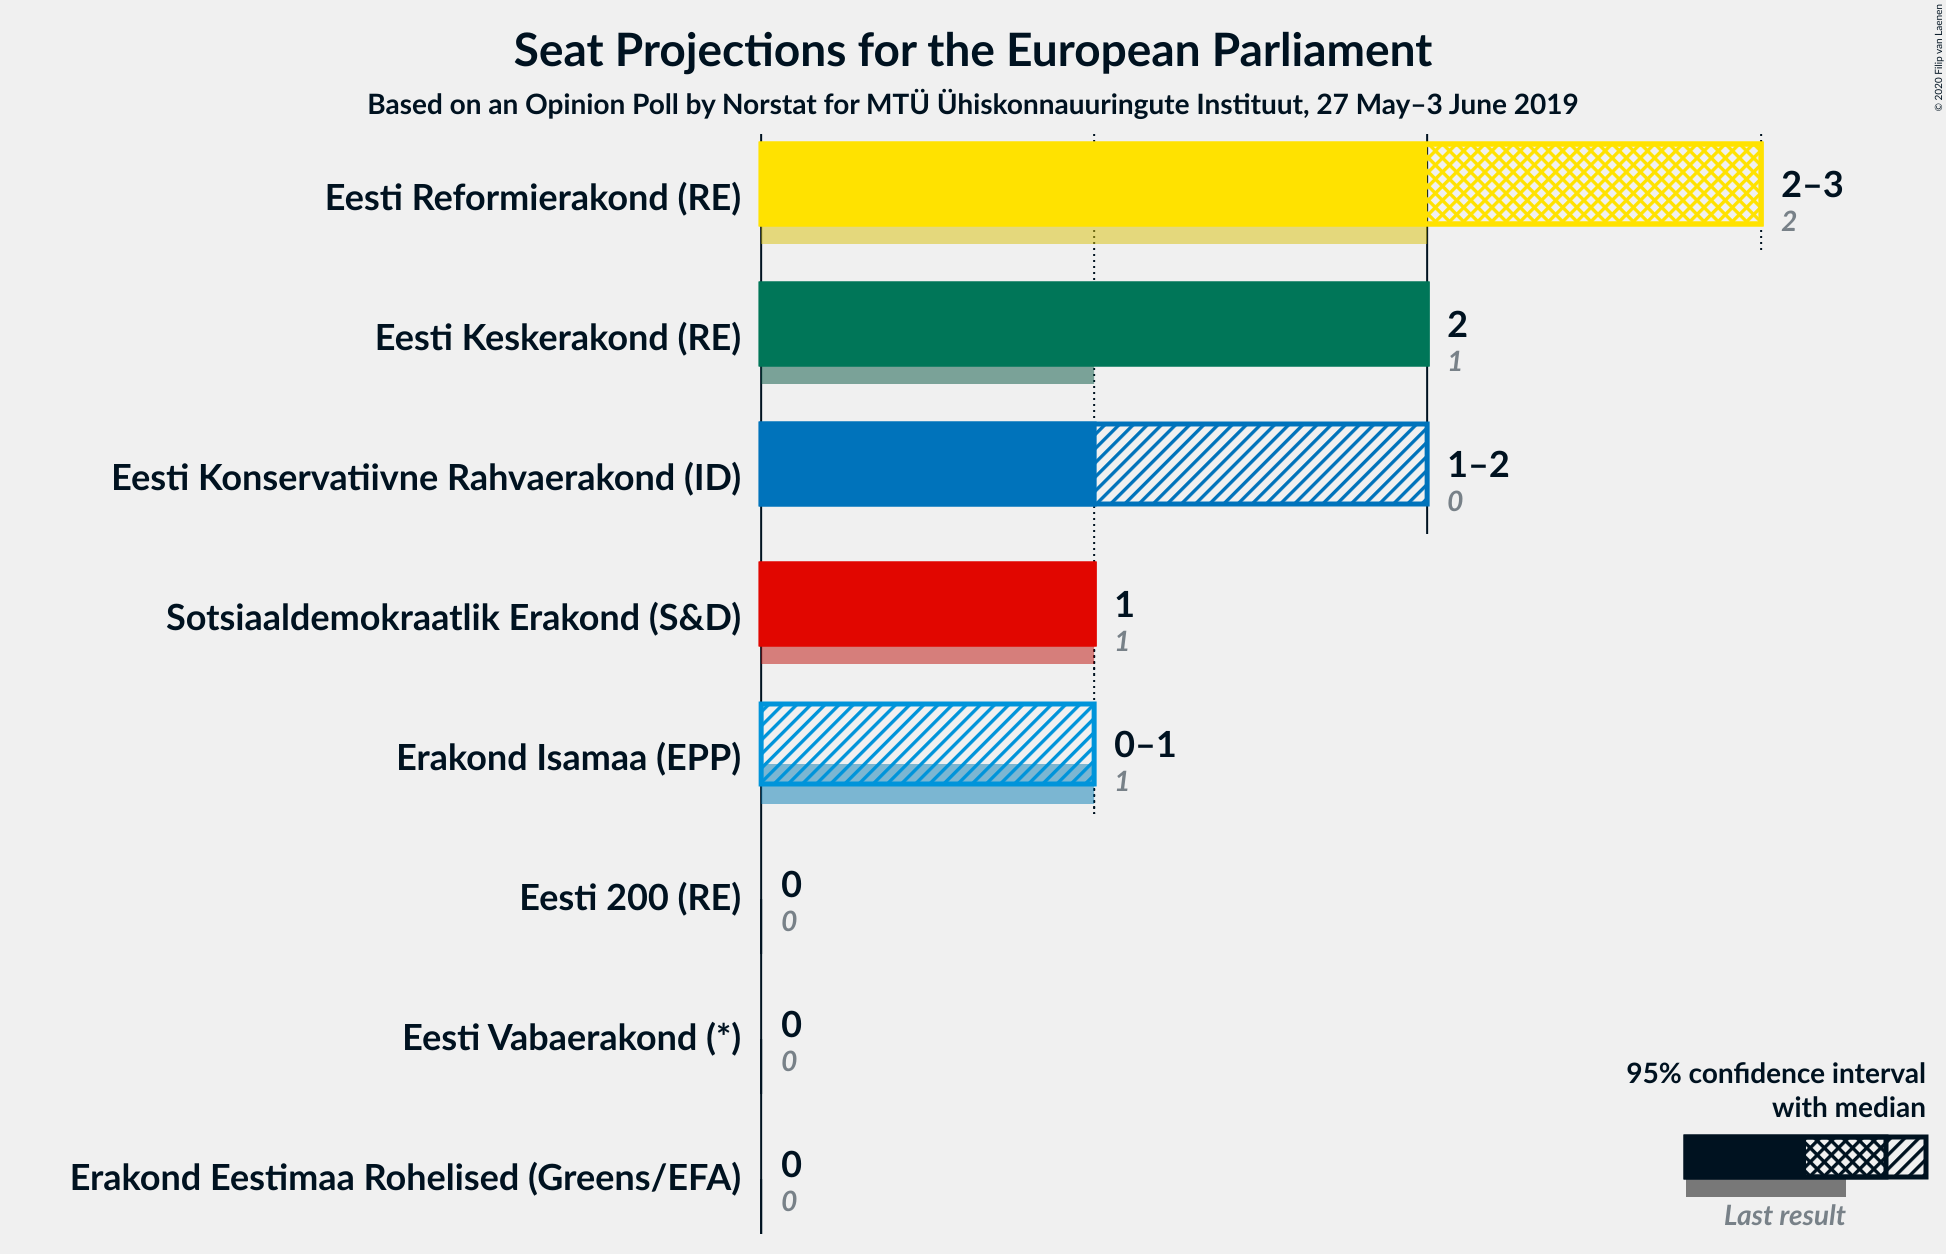 Seat Projections for the European Parliament
Based on an Opinion Poll by Norstat for MTÜ Ühiskonnauuringute Instituut, 27 May–3 June 2019
© 2020 Filip van Laenen
Eesti Reformierakond (RE)
2–3
2
Eesti Keskerakond (RE)
2
1
Eesti Konservatiivne Rahvaerakond (ID)
1–2
0
Sotsiaaldemokraatlik Erakond (S&D)
1
1
Erakond Isamaa (EPP)
0–1
1
Eesti 200 (RE)
0
0
Eesti Vabaerakond (*)
0
0
Erakond Eestimaa Rohelised (Greens/EFA)
0
0
95% confidence interval
with median
Last result